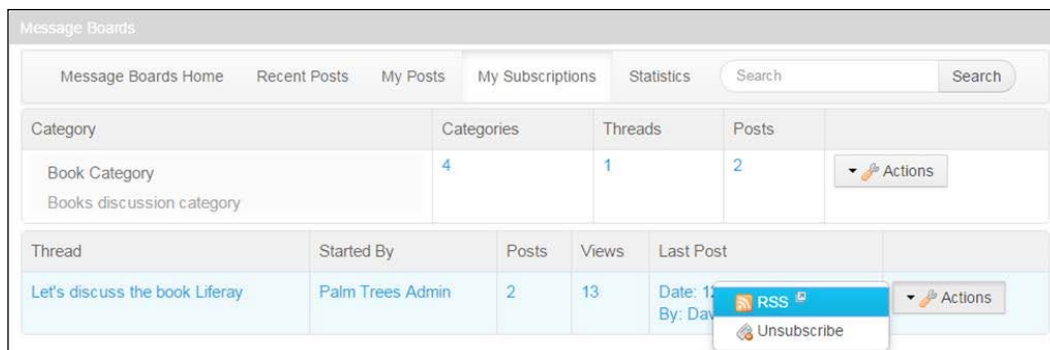 Message Boards
Message Boards Home Recent Posts My Posts My Subscriptions Statistics Search Search
Category Categories Threads Posts
Book Category 4 1 2 Actions
Books discussion category
Thread Started By Posts Views Last Post
Let's discuss the book Liferay Palm Trees Admin 2 13 Date: RSS Actions
By: Unsubscribe